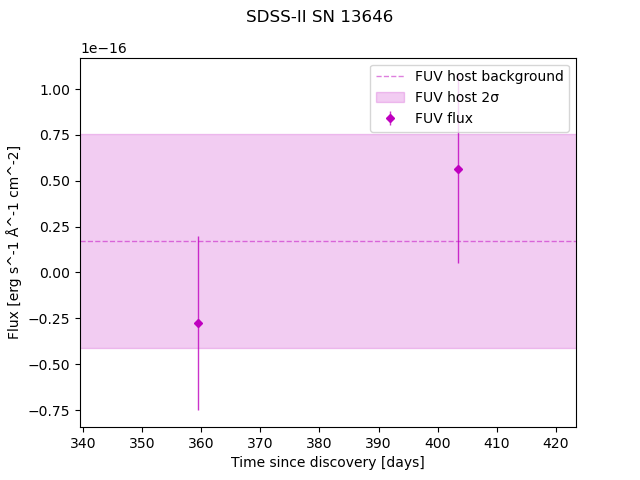 SDSS-II SN 13646
1e−16
FUV host background
FUV host 2σ
FUV flux
1.00
0.75
0.50
0.25
0.00
−0.25
−0.50
−0.75
Flux [erg s^-1 Å^-1 cm^-2]
340 350 360 370 380 390 400 410 420
Time since discovery [days]